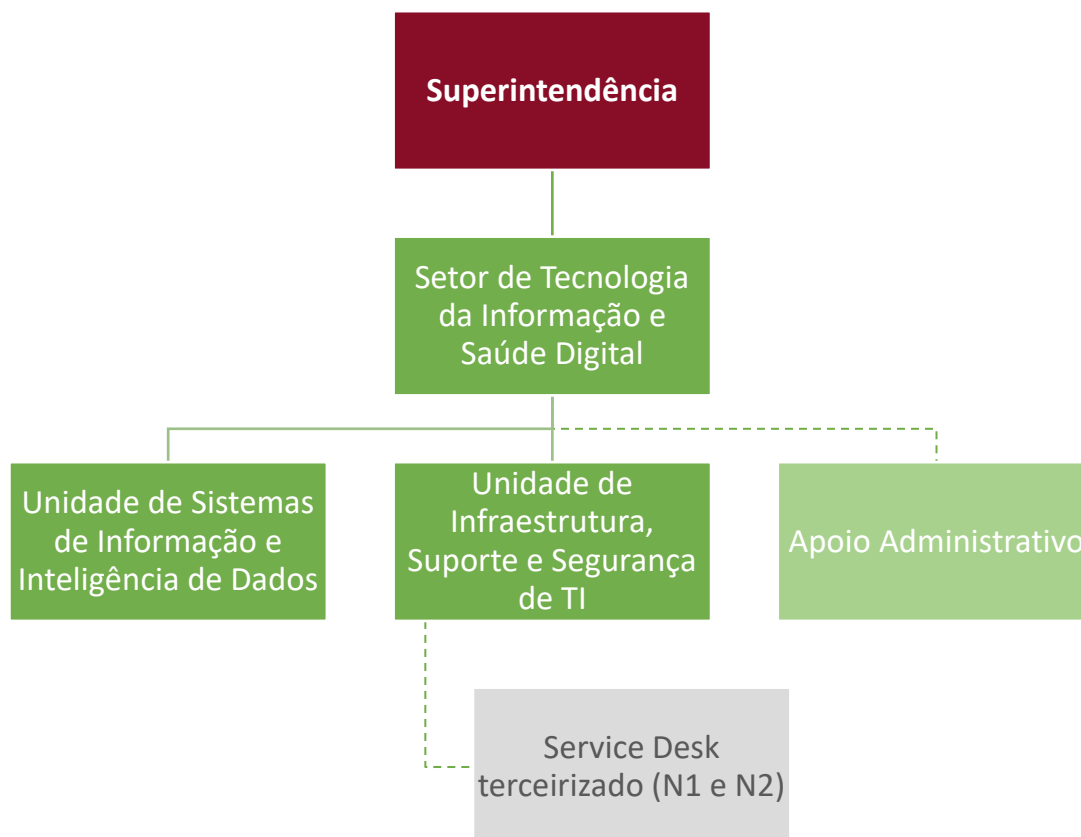 Superintendência
Setor de Tecnologia
da Informação e
Saúde Digital
Unidade de Sistemas
de Informação e
Inteligência de Dados
Unidade de
Infraestrutura,
Suporte e Segurança
de TI
Apoio Administrativo
Service Desk
terceirizado (N1 e N2)